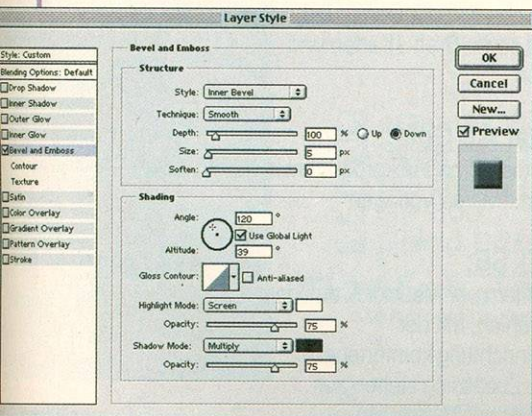 Layer Style
Style: Custom
Blending Options: Default
Drop Shadow
Inner Shadow
Outer Glow
Inner Glow
Bevel and Emboss
Contour
Texture
Satin
Color Overlay
Gradient Overlay
Pattern Overlay
Stroke
Bevel and Emboss
Structure
Style: Inner Bevel
Technique: Smooth
Depth: 100 % Up Down
Size: 5 px
Soften: 0 px
Shading
Angle: 120 °
Use Global Light
Altitude: 39 °
Gloss Contour: Anti-aliased
Highlight Mode: Screen
Opacity: 75 %
Shadow Mode: Multiply
Opacity: 75 %
OK
Cancel
New...
Preview